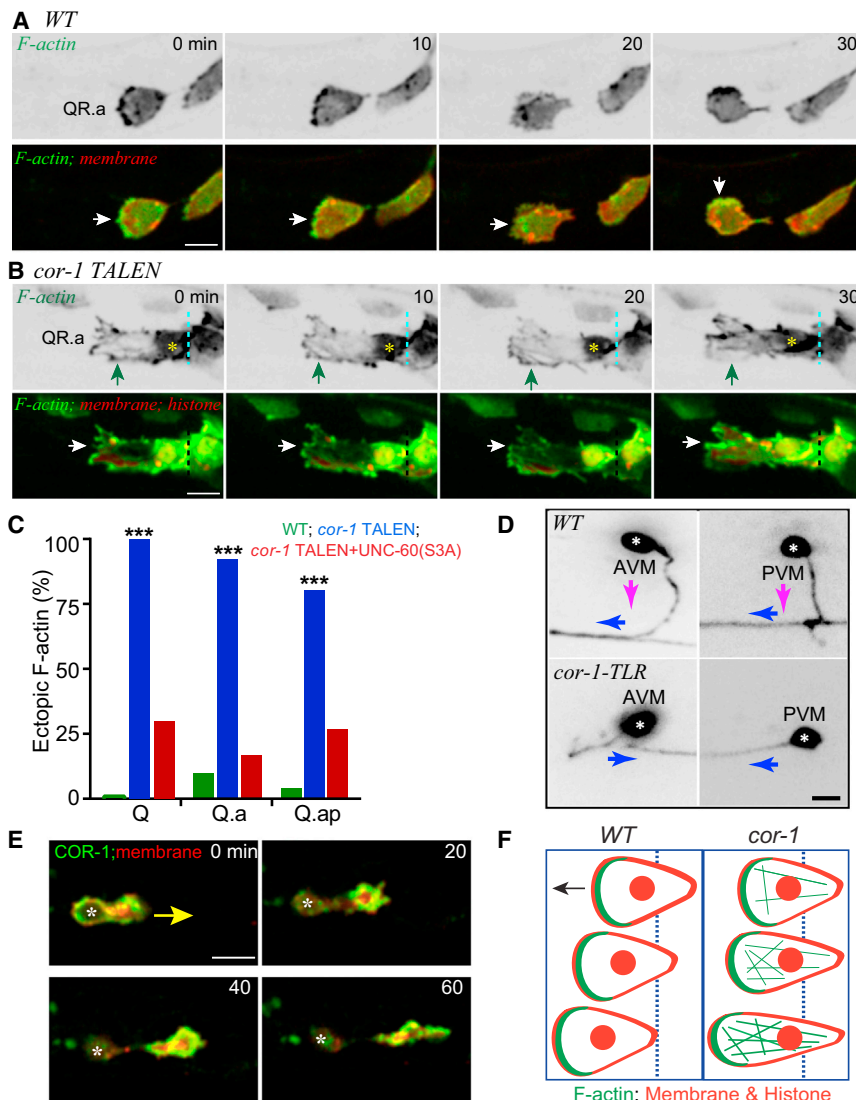 A WT
F-actin 0 min 10 20 30
QR.a
F-actin; membrane
B cor-1 TALEN
F-actin 0 min 10 20 30
QR.a
*
*
*
*
F-actin; membrane; histone
C
WT; cor-1 TALEN;
cor-1 TALEN+UNC-60(S3A)
Ectopic F-actin (%)
100
75
50
25
0
***
***
***
Q Q.a Q.ap
D
WT
*
AVM
*
PVM
cor-1-TLR
AVM
*
PVM
*
E
COR-1;membrane 0 min
*
20
*
40
*
60
*
F
WT cor-1
F-actin; Membrane & Histone